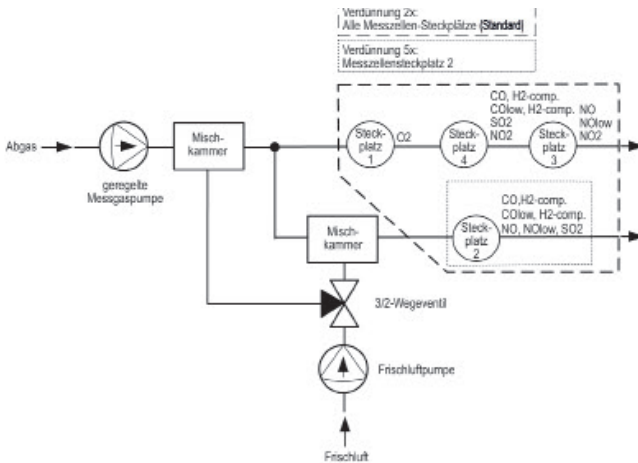 Verdünnung 2x:
Alle Messzellen-Steckplätze (Standard)
Verdünnung 5x:
Messzellensteckplatz 2
Abgas
geregelte
Messgaspumpe
Misch-
kammer
Steck-
platz
1
O2
Steck-
platz
4
CO, H2-comp.
COlow, H2-comp.
SO2
NO2
Steck-
platz
3
NO
NOlow
NO2
Misch-
kammer
Steck-
platz
2
CO,H2-comp.
COlow, H2-comp.
NO, NOlow, SO2
3/2-Wegeventil
Frischluftpumpe
Frischluft